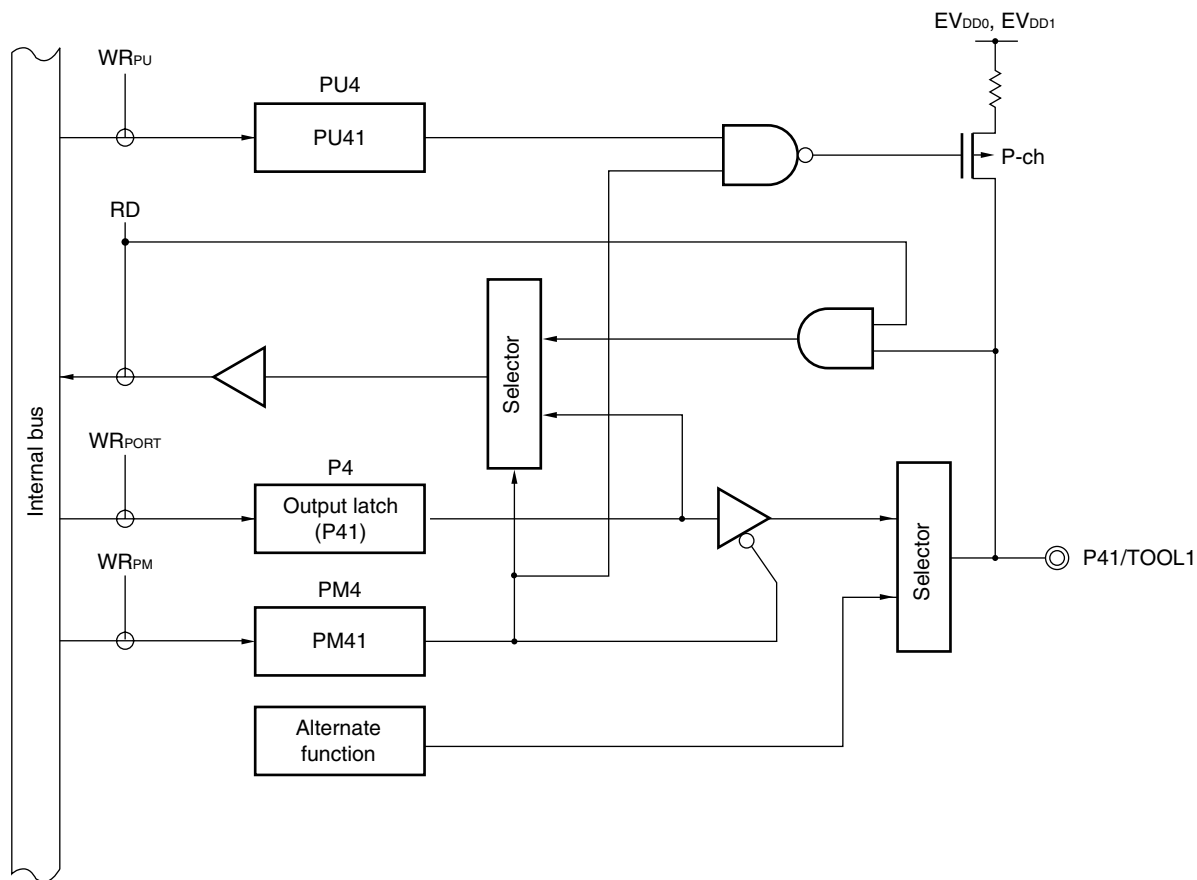 EVDD0, EVDD1
WRPU
PU4
PU41
P-ch
RD
Selector
Internal bus
WRPORT
P4
Output latch
(P41)
Selector
P41/TOOL1
WRPM
PM4
PM41
Alternate
function